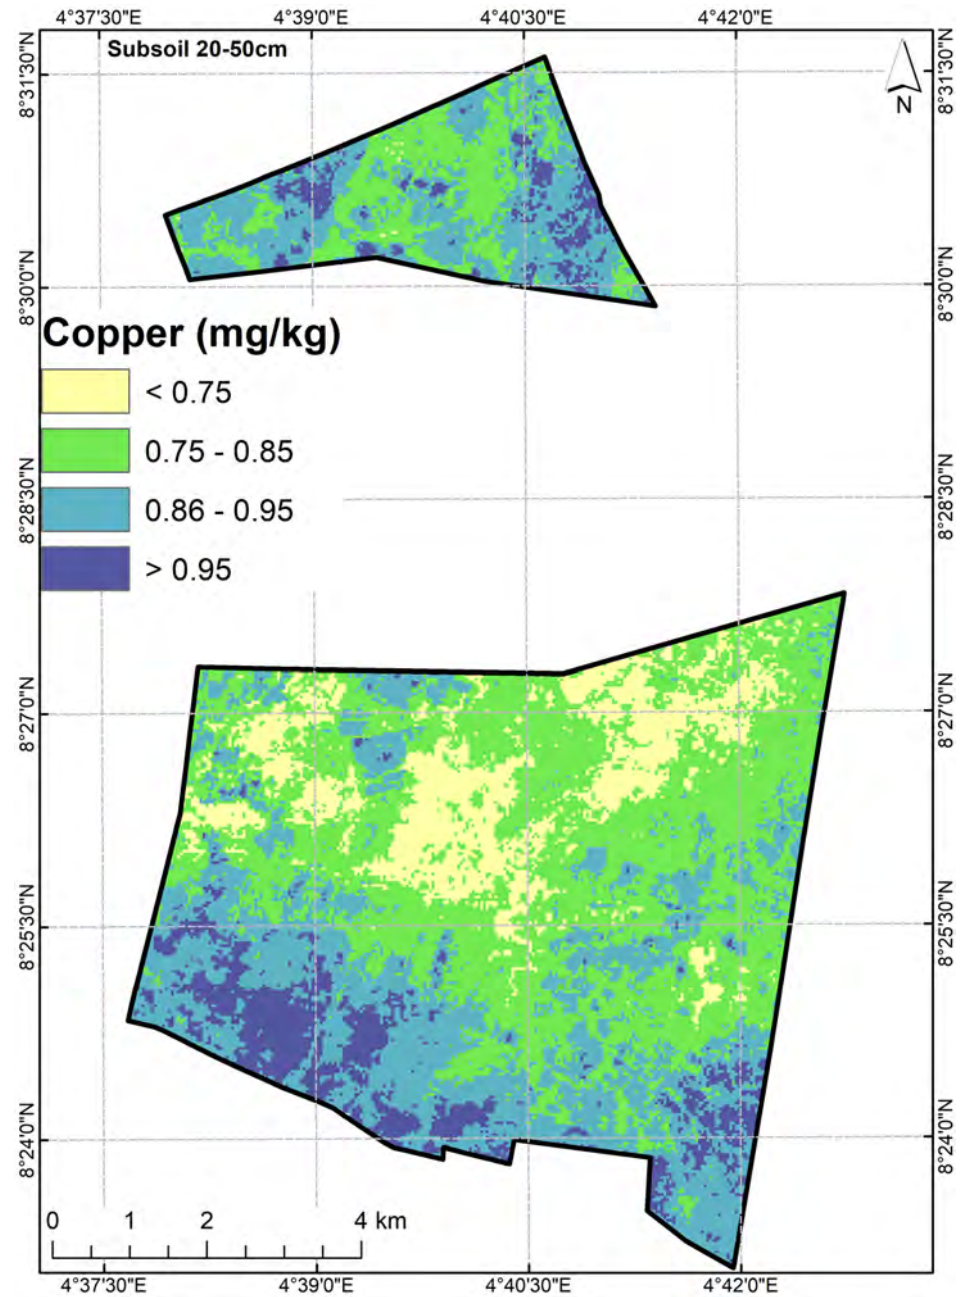 4°37'30"E 4°39'0"E 4°40'30"E 4°42'0"E
Subsoil 20-50cm
N
8°31'30"N 8°31'30"N
8°30'0"N 8°30'0"N
Copper (mg/kg)
< 0.75
0.75 - 0.85
0.86 - 0.95
> 0.95
8°28'30"N 8°28'30"N
8°27'0"N 8°27'0"N
8°25'30"N 8°25'30"N
8°24'0"N 8°24'0"N
0 1 2 4 km
4°37'30"E 4°39'0"E 4°40'30"E 4°42'0"E